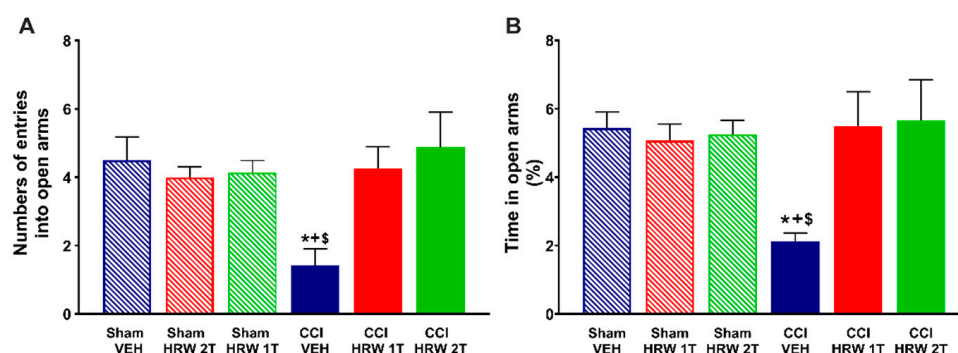 A
Numbers of entries
into open arms
8
6
4
2
0
*+$
Sham
VEH
Sham
HRW 2T
Sham
HRW 1T
CCI
VEH
CCI
HRW 1T
CCI
HRW 2T
B
Time in open arms
(%)
8
6
4
2
0
*+$
Sham
VEH
Sham
HRW 1T
Sham
HRW 2T
CCI
VEH
CCI
HRW 1T
CCI
HRW 2T